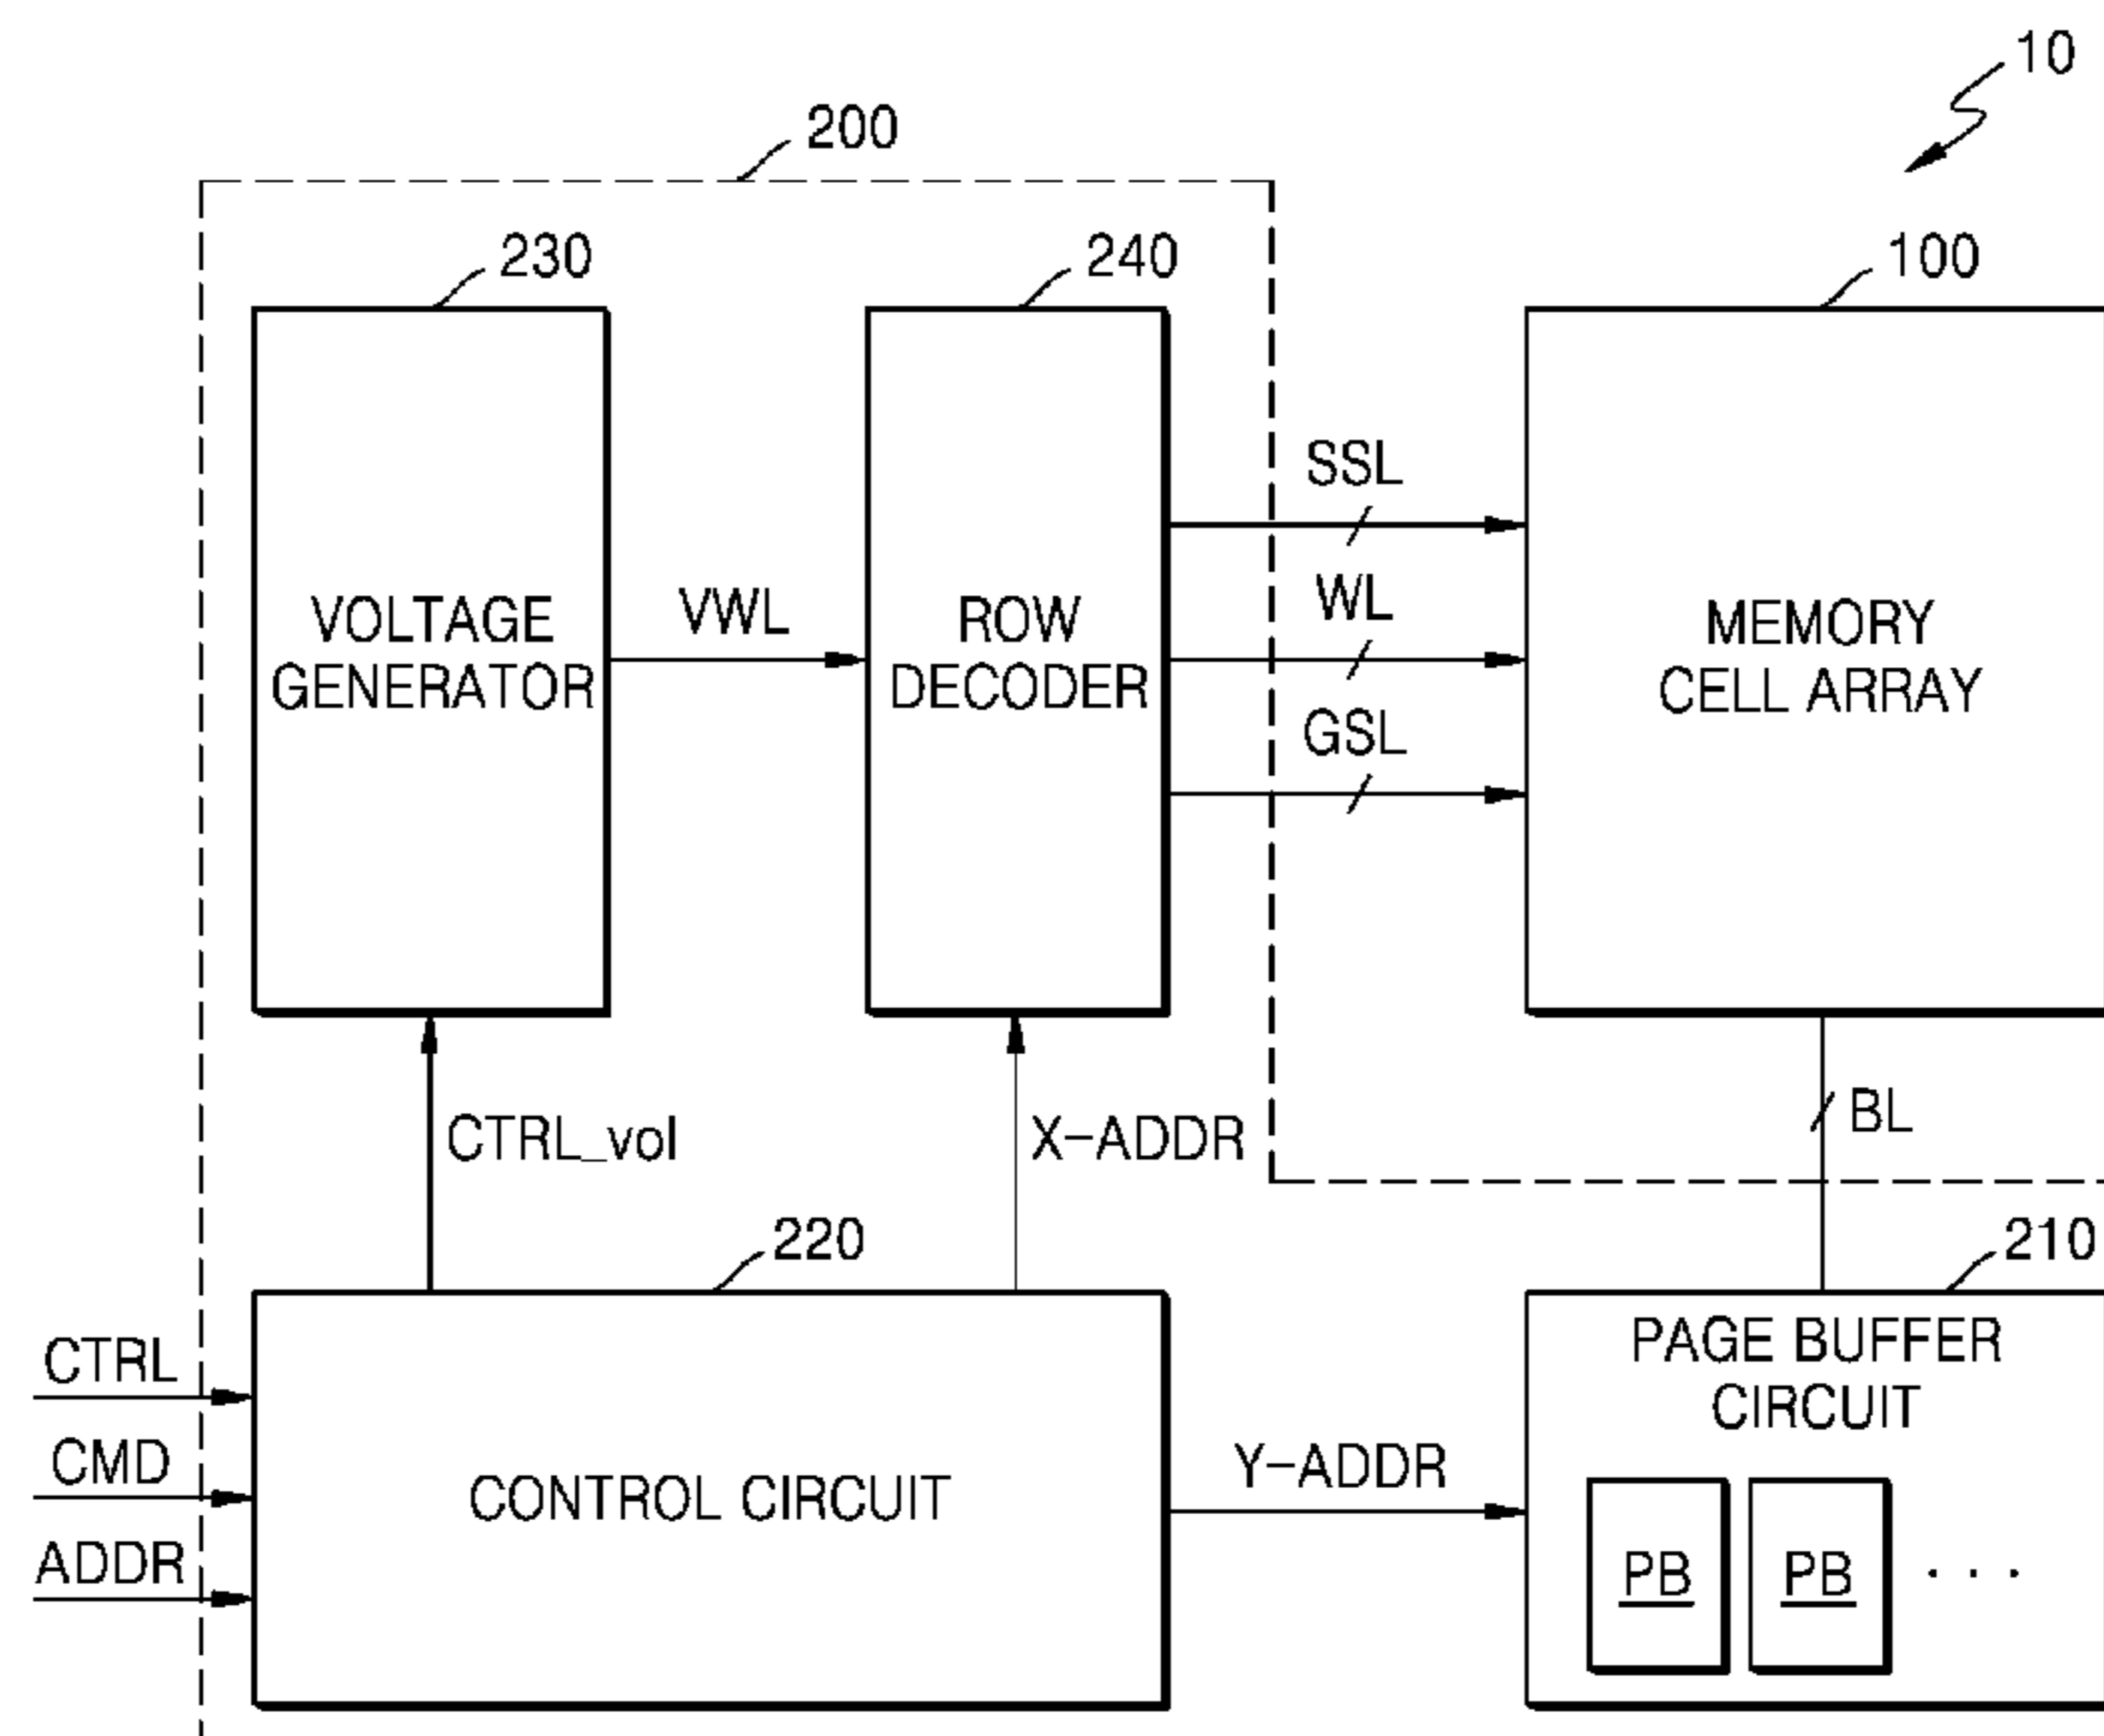 10
200
230
240
100
SSL
VOLTAGE
GENERATOR
VWL
ROW
DECODER
WL
MEMORY
CELL ARRAY
GSL
CTRL_vol
X-ADDR
BL
220
210
CTRL
CMD
ADDR
CONTROL CIRCUIT
Y-ADDR
PAGE BUFFER
CIRCUIT
PB
PB
. . .